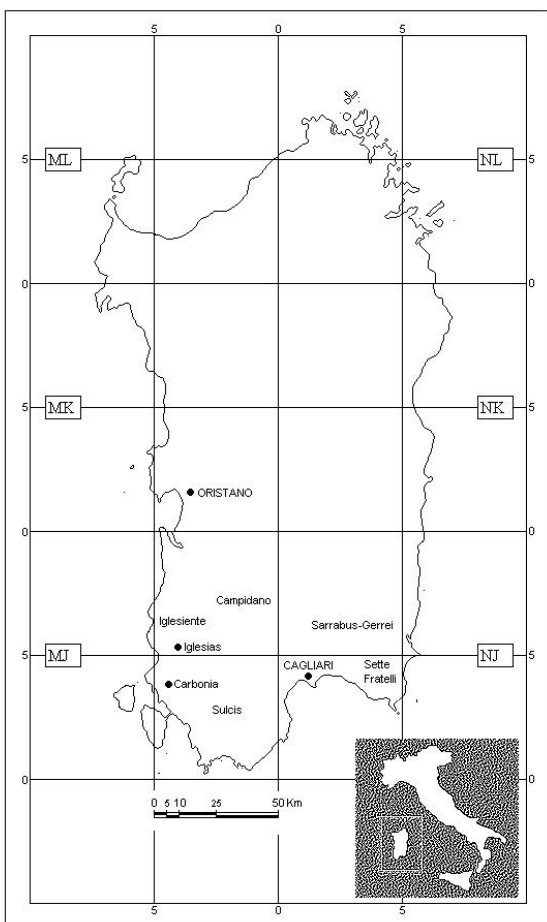 5 0 5
5 ML NL 5
0 0
5 MK NK 5
ORISTANO
0 0
Campidano
Iglesiente
Sarrabus-Gerrei
Iglesias
5 MJ NJ 5
CAGLIARI
Sette
Fratelli
Carbonia
Sulcis
0 0
0 5 10 25 50 Km
5 0 5